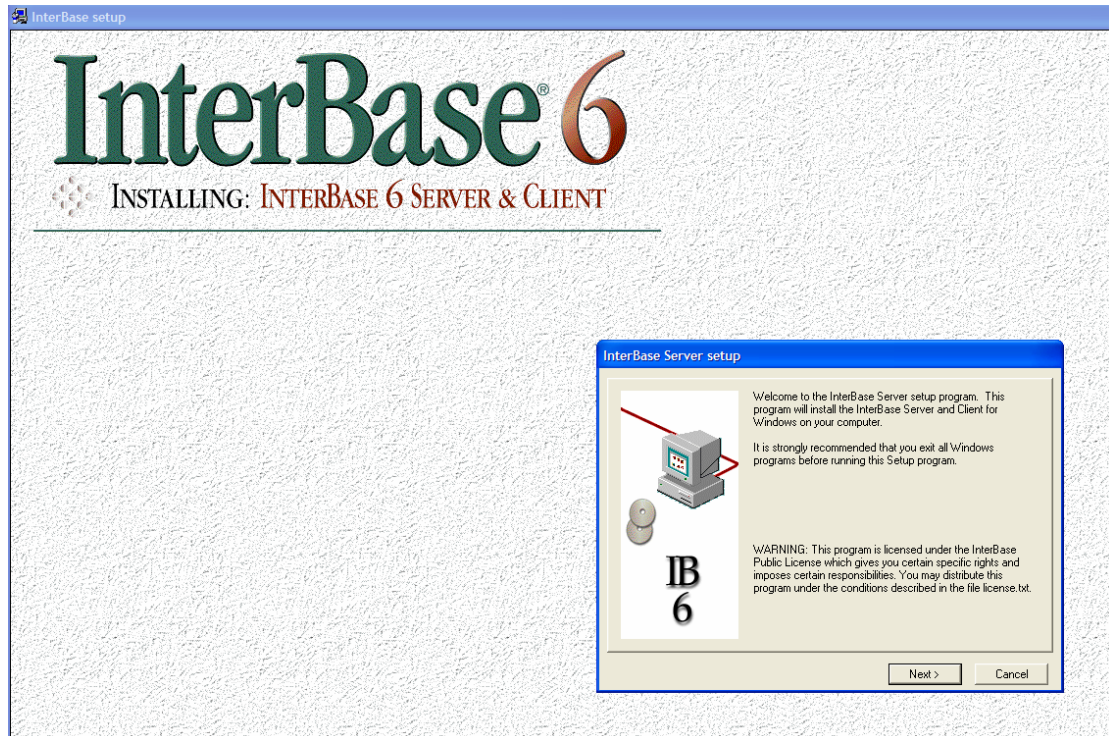 InterBase setup
InterBase® 6
INSTALLING: INTERBASE 6 SERVER & CLIENT
InterBase Server setup
Welcome to the InterBase Server setup program. This
program will install the InterBase Server and Client for
Windows on your computer.
It is strongly recommended that you exit all Windows
programs before running this Setup program.
WARNING: This program is licensed under the InterBase
Public License which gives you certain specific rights and
imposes certain responsibilities. You may distribute this
program under the conditions described in the file license.txt.
IB
6
Next >
Cancel